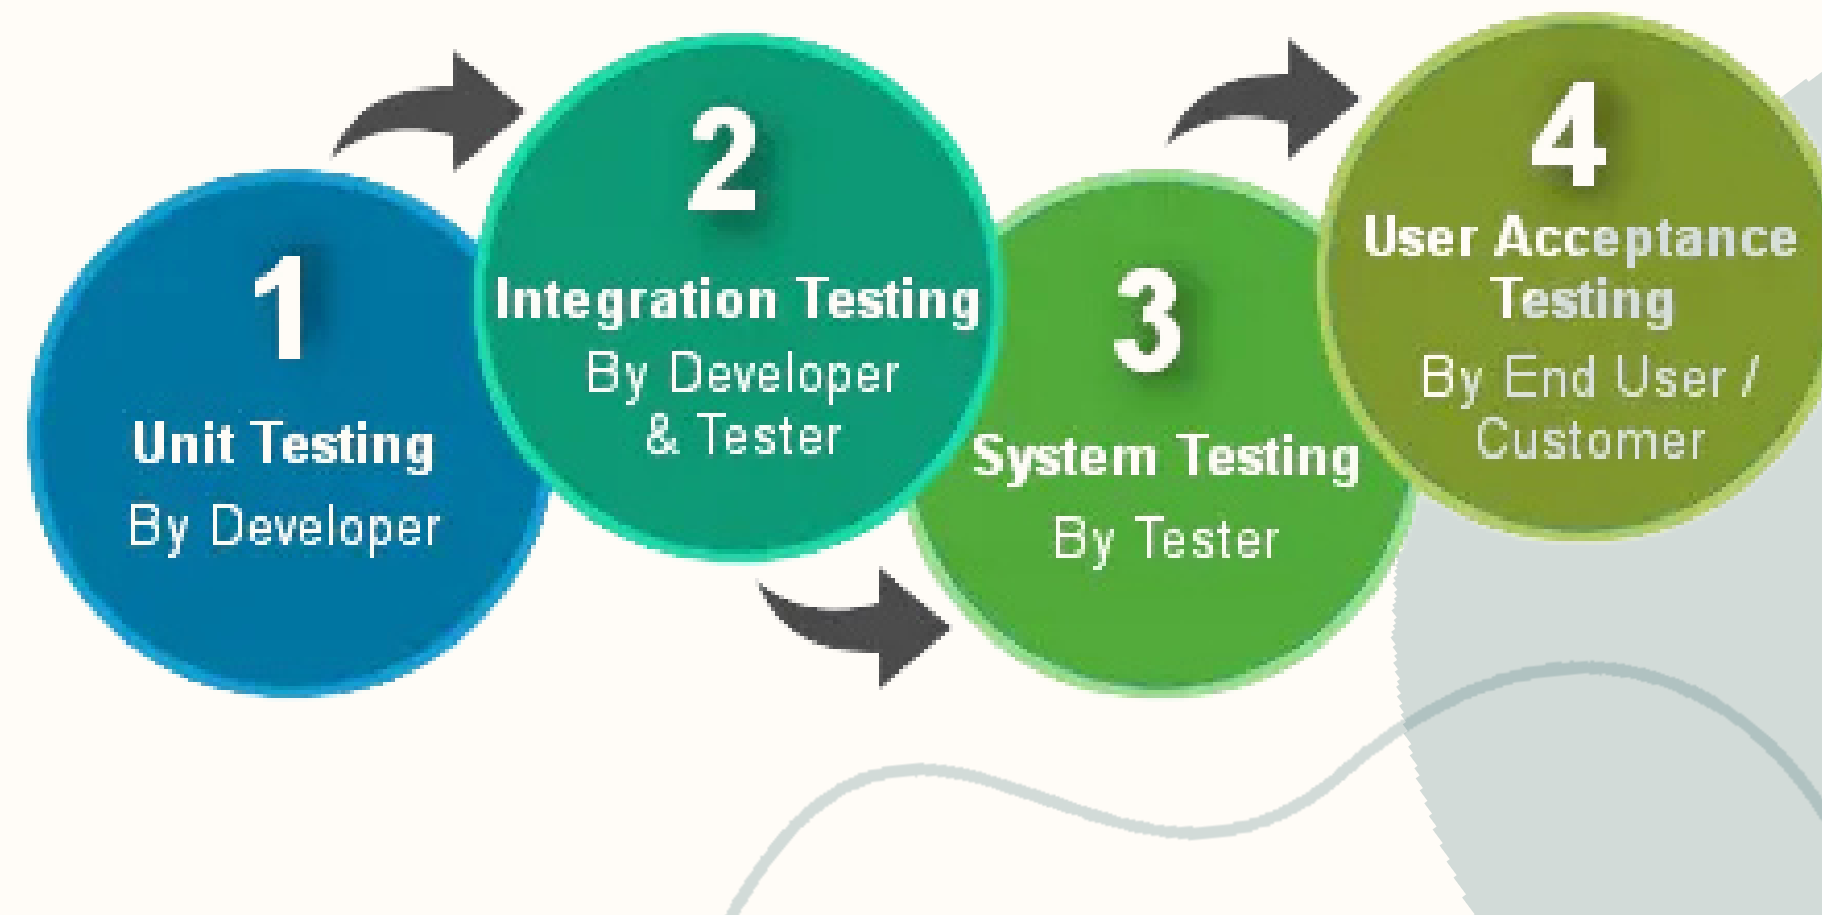 1
Unit Testing
By Developer
2
Integration Testing
By Developer
& Tester
3
System Testing
By Tester
4
User Acceptance
Testing
By End User /
Customer